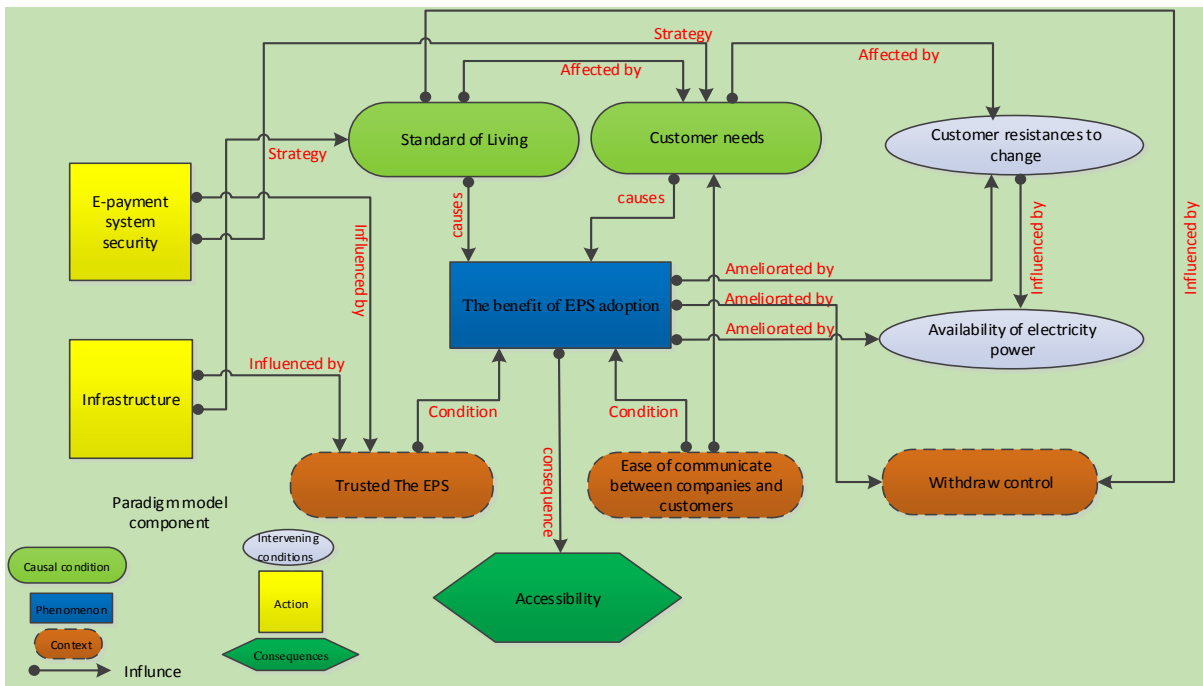 Strategy
Affected by
Affected by
Standard of Living
Customer needs
Customer resistances to
change
Strategy
E-payment
system
security
causes
causes
Influenced by
Influenced by
Influenced by
The benefit of EPS adoption
Ameliorated by
Ameliorated by
Ameliorated by
Availability of electricity
power
Infrastructure
Influenced by
Condition
Condition
consequence
Trusted The EPS
Ease of communicate
between companies and
customers
Withdraw control
Paradigm model
component
Intervening
conditions
Causal condition
Action
Accessibility
Phenomenon
Context
Consequences
Influnce